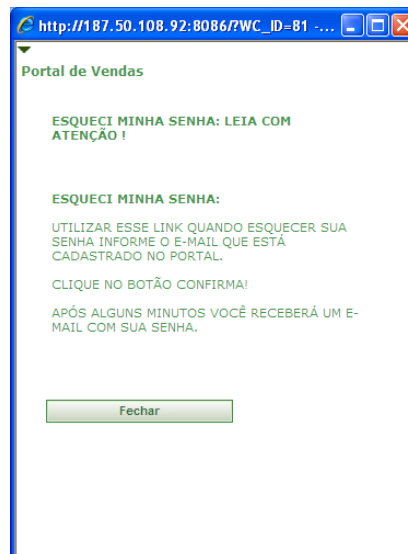 http://187.50.108.92:8086/?WC_ID=81 -...
Portal de Vendas
ESQUECI MINHA SENHA: LEIA COM
ATENÇÃO !
ESQUECI MINHA SENHA:
UTILIZAR ESSE LINK QUANDO ESQUECER SUA
SENHA INFORME O E-MAIL QUE ESTÁ
CADASTRADO NO PORTAL.
CLIQUE NO BOTÃO CONFIRMA!
APÓS ALGUNS MINUTOS VOCÊ RECEBERÁ UM E-
MAIL COM SUA SENHA.
Fechar